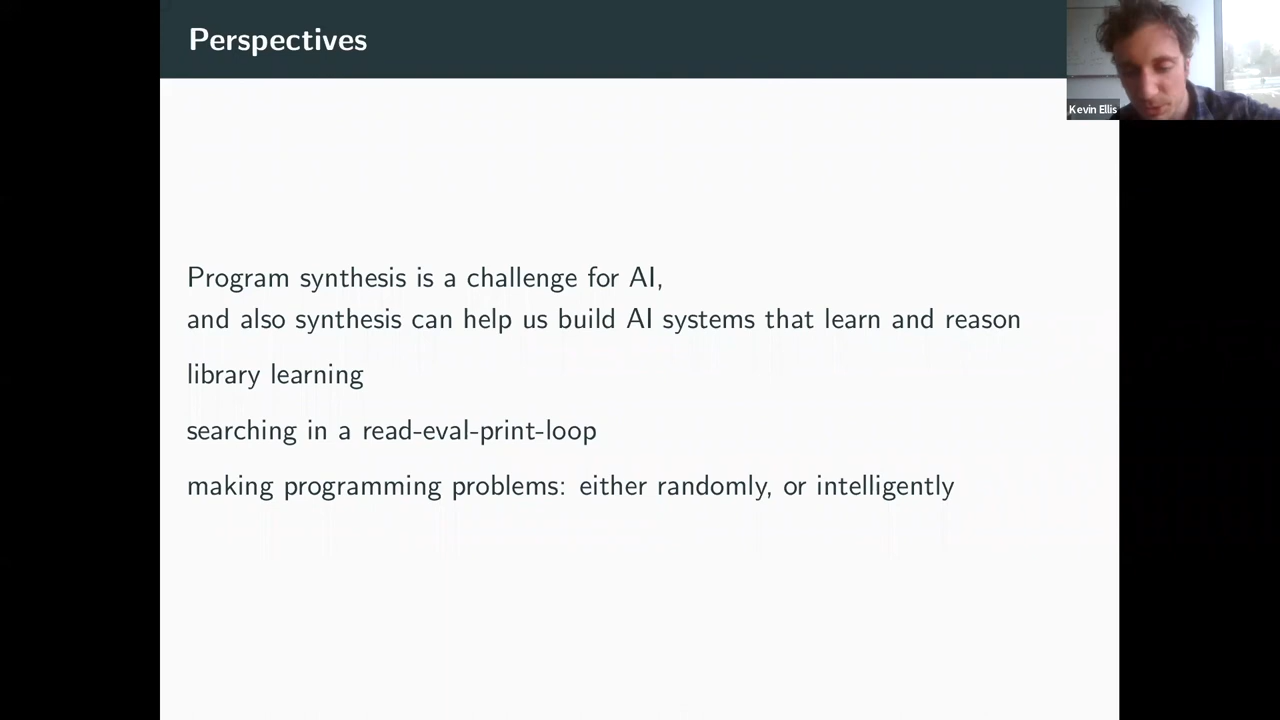 Perspectives
Kevin Ellis
Program synthesis is a challenge for AI,
and also synthesis can help us build AI systems that learn and reason
library learning
searching in a read-eval-print-loop
making programming problems: either randomly, or intelligently